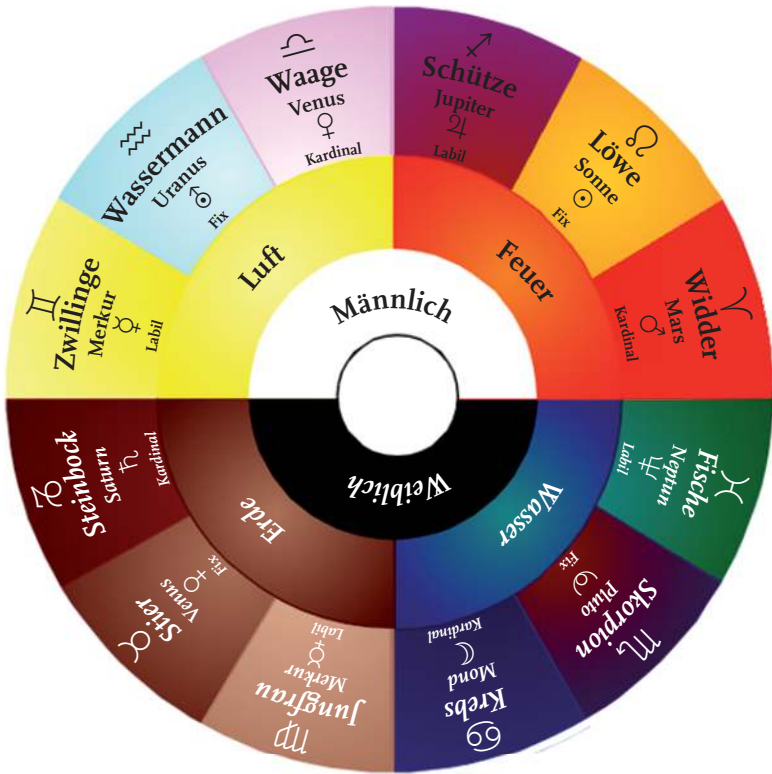 Männlich
Weiblich
Luft
Feuer
Wasser
Erde
Waage
Venus
Kardinal
Schütze
Jupiter
Labil
Löwe
Sonne
Fix
Widder
Mars
Kardinal
Fische
Neptun
Labil
Skorpion
Pluto
Fix
Krebs
Mond
Kardinal
Jungfrau
Merkur
Labil
Stier
Venus
Fix
Steinbock
Saturn
Kardinal
Zwillinge
Merkur
Labil
Wassermann
Uranus
Fix